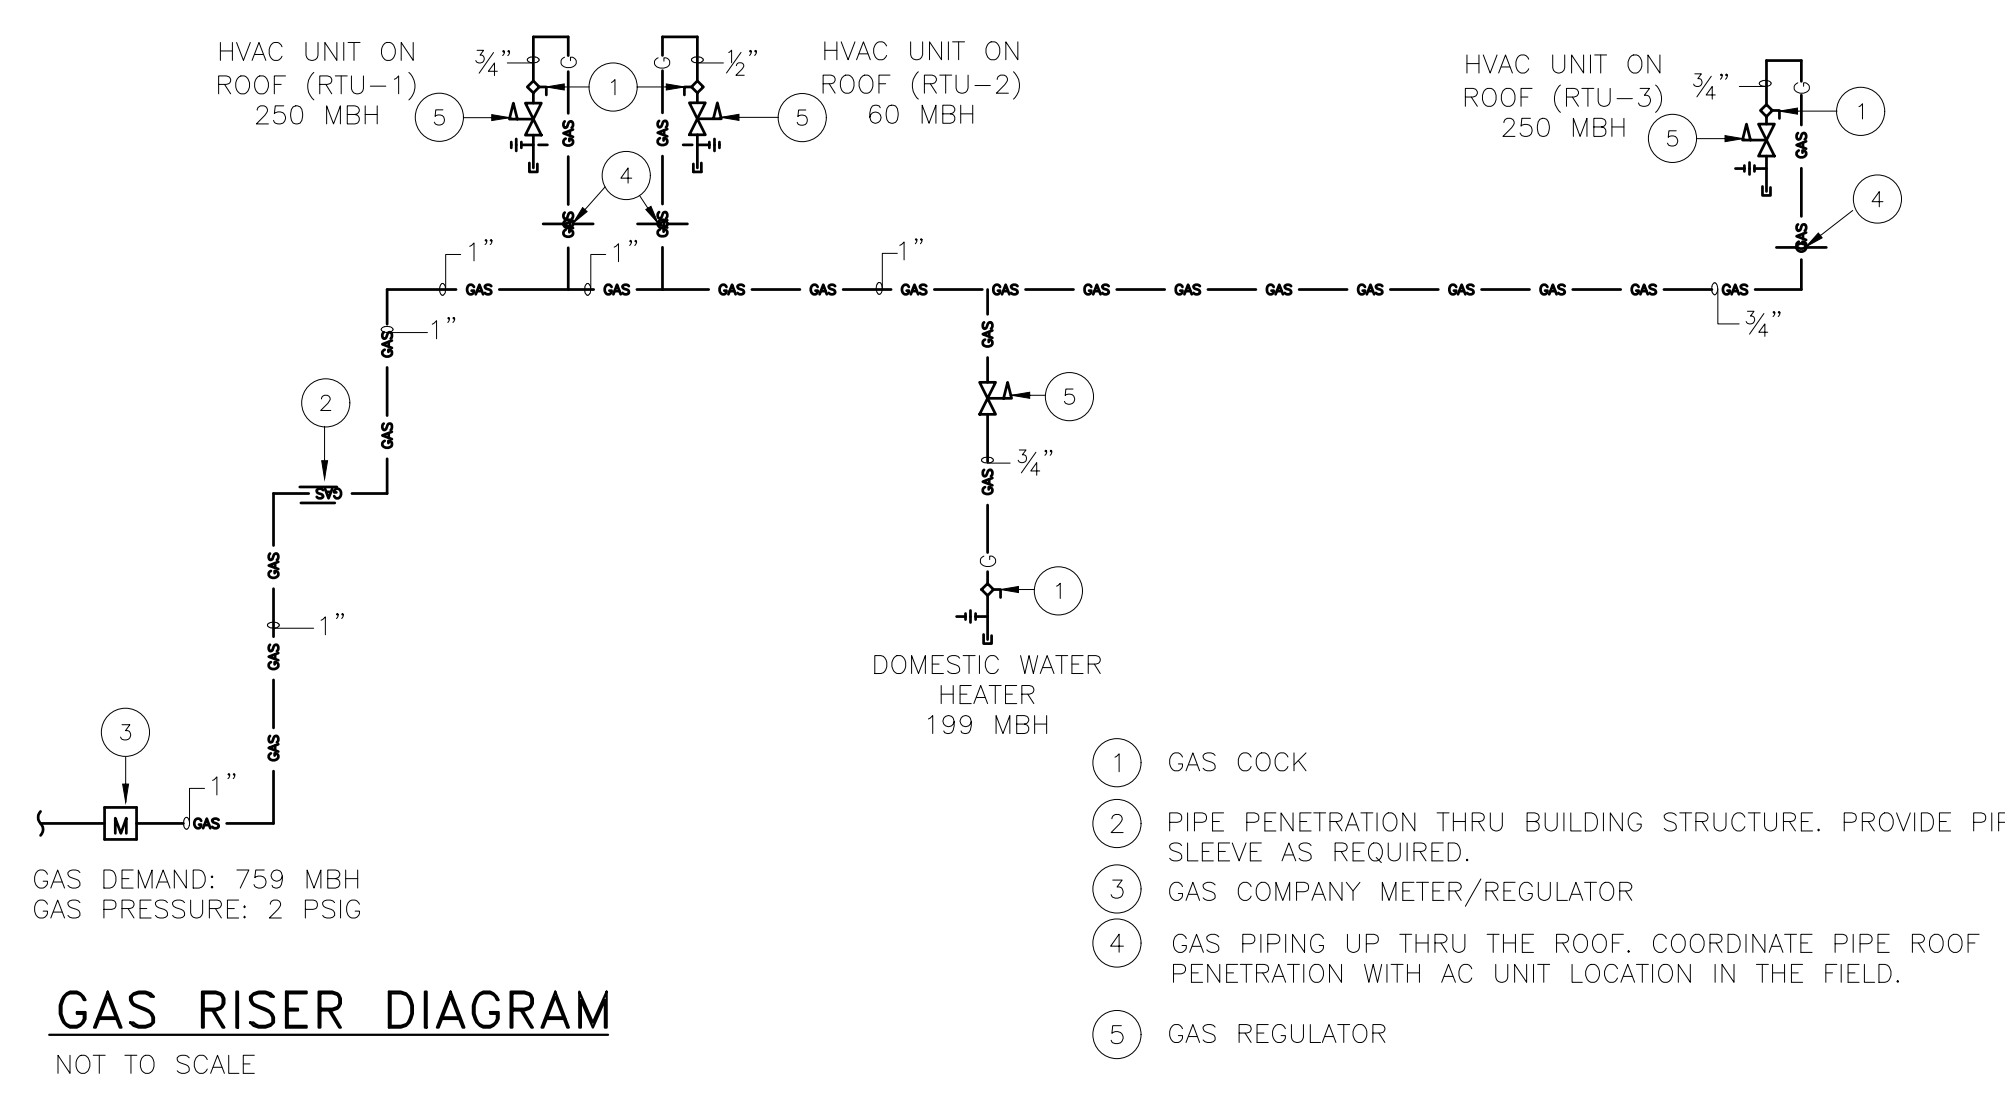 HVAC UNIT ON
ROOF (RTU-1)
250 MBH
3/4"
5
1
1/2"
HVAC UNIT ON
ROOF (RTU-2)
60 MBH
5
HVAC UNIT ON
ROOF (RTU-3)
250 MBH
3/4"
5
1
G
G
G
GAS
GAS
GAS
4
4
GAS
GAS
GAS
1"
1"
1"
GAS
GAS
GAS
GAS
GAS
GAS
GAS
GAS
GAS
GAS
GAS
GAS
GAS
3/4"
1"
GAS
GAS
2
GAS
GAS
5
3/4"
GAS
GAS
GAS
G
1
1"
GAS
GAS
DOMESTIC WATER
HEATER
199 MBH
3
1"
M
GAS
GAS DEMAND: 759 MBH
GAS PRESSURE: 2 PSIG
1 GAS COCK
2 PIPE PENETRATION THRU BUILDING STRUCTURE. PROVIDE
SLEEVE AS REQUIRED.
3 GAS COMPANY METER/REGULATOR
4 GAS PIPING UP THRU THE ROOF. COORDINATE PIPE ROOF
PENETRATION WITH AC UNIT LOCATION IN THE FIELD.
5 GAS REGULATOR
GAS RISER DIAGRAM
NOT TO SCALE